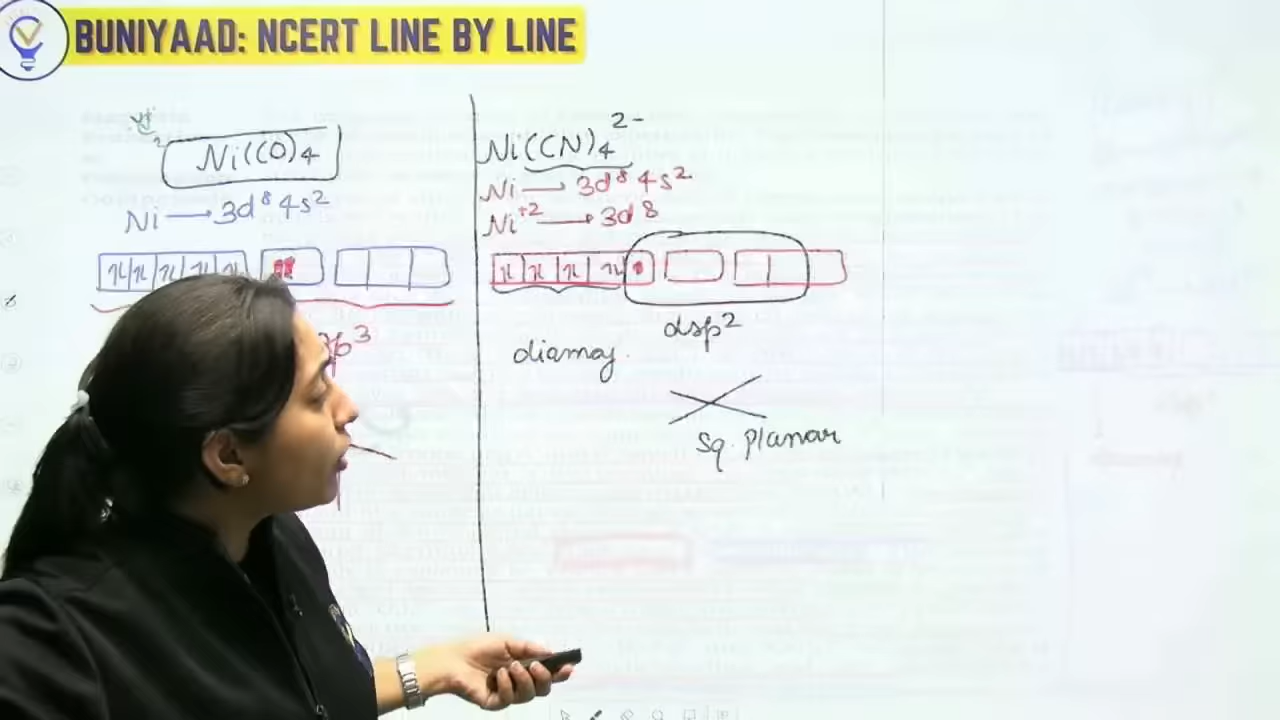 BUNIYAAD: NCERT LINE BY LINE
Ni(CO)4
Ni → 3d⁸ 4s²
p³
Ni(CN)4 2-
Ni → 3d⁸ 4s²
Ni+2 → 3d⁸
dsp²
diamag.
sq. planar